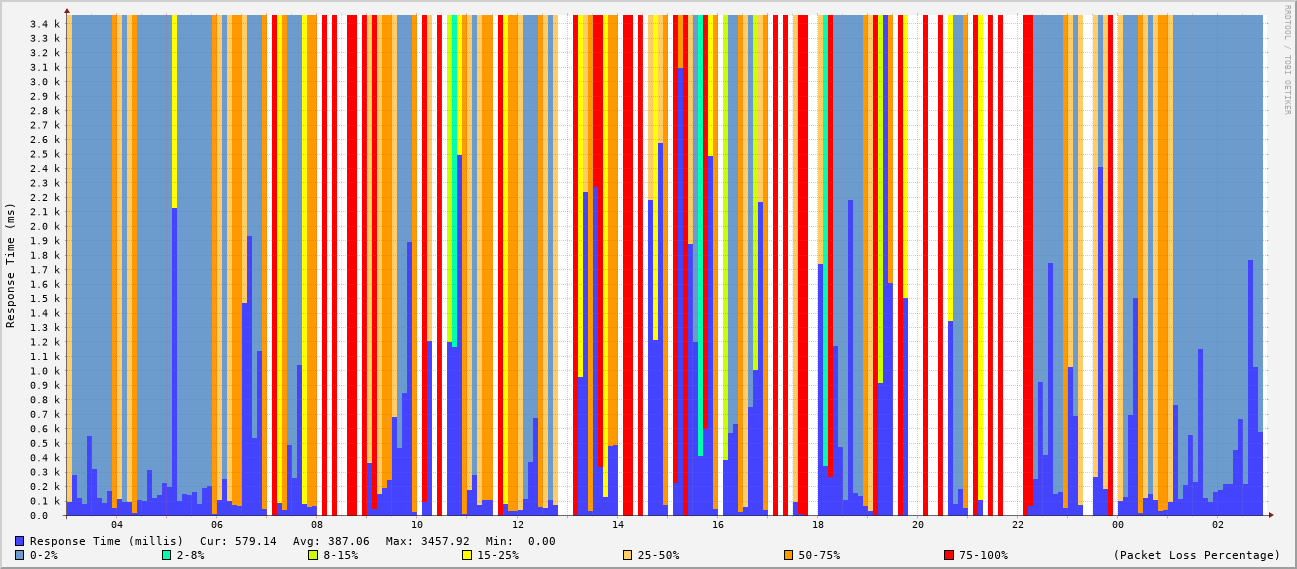 RRDTOOL / TOBI OETIKER
Response Time (ms)
3.4 k
3.3 k
3.2 k
3.1 k
3.0 k
2.9 k
2.8 k
2.7 k
2.6 k
2.5 k
2.4 k
2.3 k
2.2 k
2.1 k
2.0 k
1.9 k
1.8 k
1.7 k
1.6 k
1.5 k
1.4 k
1.3 k
1.2 k
1.1 k
1.0 k
0.9 k
0.8 k
0.7 k
0.6 k
0.5 k
0.4 k
0.3 k
0.2 k
0.1 k
0.0
04 06 08 10 12 14 16 18 20 22 00 02
Response Time (millis) Cur: 579.14 Avg: 387.06 Max: 3457.92 Min: 0.00
0-2% 2-8% 8-15% 15-25% 25-50% 50-75% 75-100% (Packet Loss Percentage)